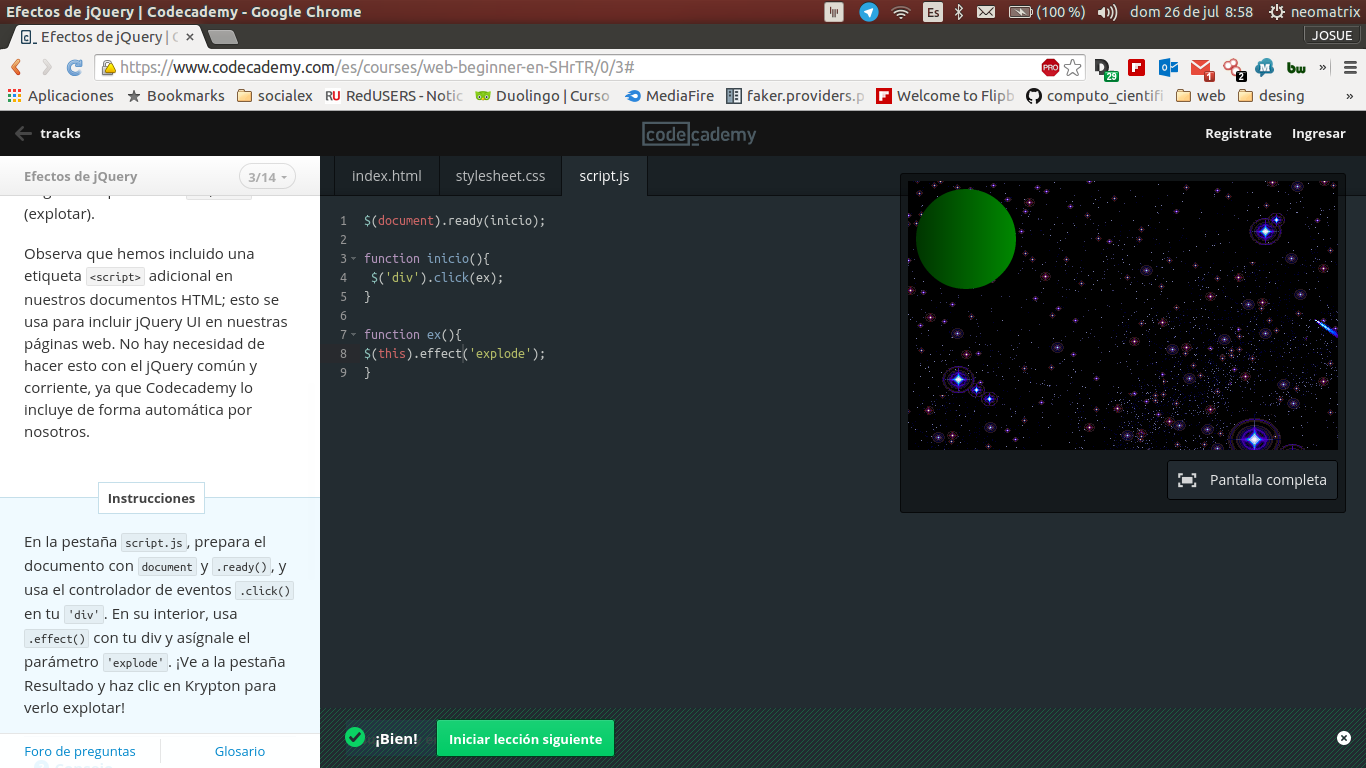 Efectos de jQuery | Codecademy - Google Chrome
Es
(100 %)
dom 26 de jul 8:58
neomatrix
Efectos de jQuery |
JOSUE
https://www.codecademy.com/es/courses/web-beginner-en-SHrTR/0/3#
PRO
29
1
2
bw
»
Aplicaciones
Bookmarks
socialex
RU RedUSERS - Notic
Duolingo | Curso
MediaFire
faker.providers.p
Welcome to Flipb
computo_cientifi
web
desing
»
tracks
codecademy
Registrate
Ingresar
Efectos de jQuery
3/14
(explotar).
Observa que hemos incluido una
etiqueta <script> adicional en
nuestros documentos HTML; esto se
usa para incluir jQuery UI en nuestras
páginas web. No hay necesidad de
hacer esto con el jQuery común y
corriente, ya que Codecademy lo
incluye de forma automática por
nosotros.
Instrucciones
En la pestaña script.js, prepara el
documento con document y .ready(), y
usa el controlador de eventos .click()
en tu 'div'. En su interior, usa
.effect() con tu div y asígnale el
parámetro 'explode'. ¡Ve a la pestaña
Resultado y haz clic en Krypton para
verlo explotar!
Foro de preguntas
Glosario
index.html
stylesheet.css
script.js
1 $(document).ready(inicio);
2
3 function inicio(){
4 $('div').click(ex);
5 }
6
7 function ex(){
8 $(this).effect('explode');
9 }
Pantalla completa
¡Bien!
Iniciar lección siguiente